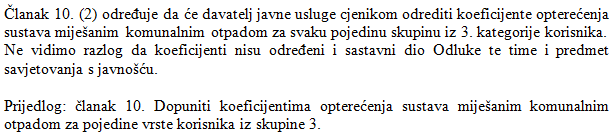 Članak 10. (2) određuje da će davatelj javne usluge cjenikom odrediti koeficijente opterećenja
sustava miješanim komunalnim otpadom za svaku pojedinu skupinu iz 3. kategorije korisnika.
Ne vidimo razlog da koeficijenti nisu određeni i sastavni dio Odluke te time i predmet
savjetovanja s javnošću.
Prijedlog: članak 10. Dopuniti koeficijentima opterećenja sustava miješanim komunalnim
otpadom za pojedine vrste korisnika iz skupine 3.